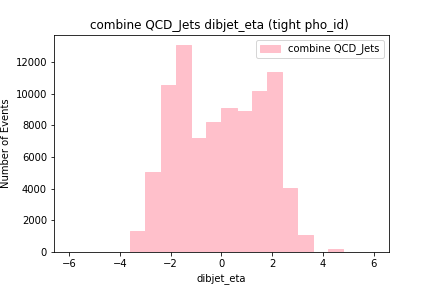 combine QCD_Jets dibjet_eta (tight pho_id)
combine QCD_Jets
Number of Events
12000
10000
8000
6000
4000
2000
0
−6 −4 −2 0 2 4 6
dibjet_eta